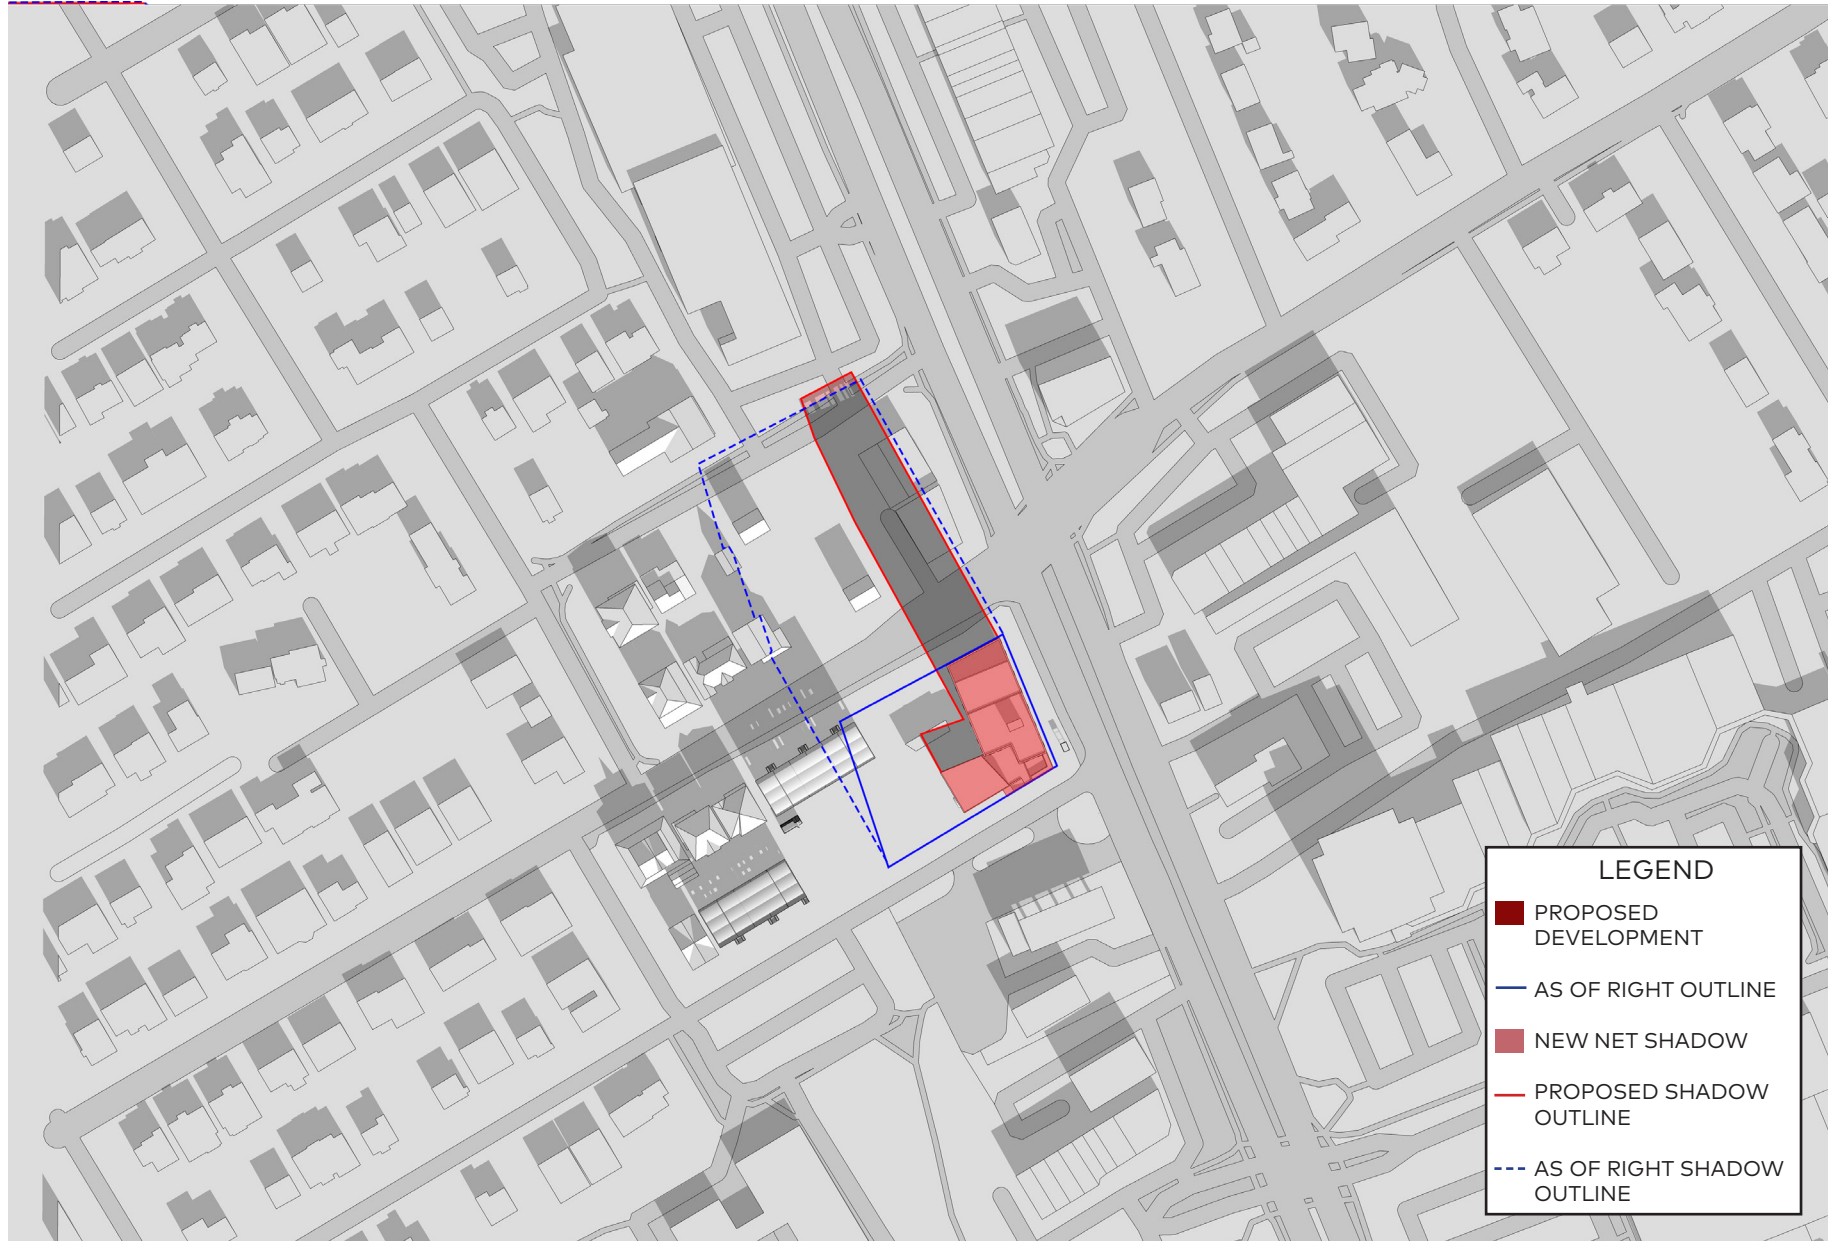 LEGEND
PROPOSED
DEVELOPMENT
AS OF RIGHT OUTLINE
NEW NET SHADOW
PROPOSED SHADOW
OUTLINE
AS OF RIGHT SHADOW
OUTLINE